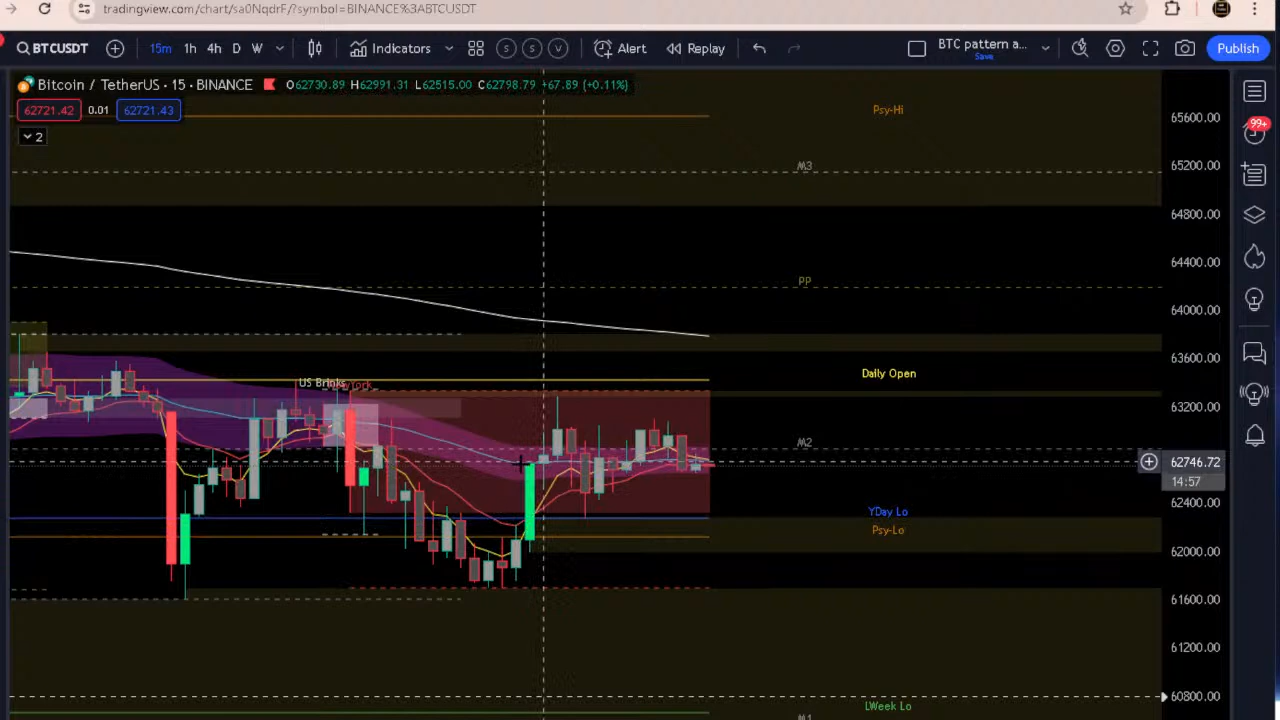 tradingview.com/chart/sa0NqdrF/?symbol=BINANCE%3ABTCUSDT
BTCUSDT 15m 1h 4h D W Indicators S S V Alert Replay BTC pattern a... Save Publish
Bitcoin / TetherUS · 15 · BINANCE O62730.89 H62991.31 L62515.00 C62798.79 +67.89 (+0.11%)
62721.42 0.01 62721.43
2
Psy-Hi
65600.00
99+
M3
65200.00
64800.00
64400.00
PP
64000.00
63600.00
Daily Open
US Brinks
63200.00
M2
62746.72
14:57
62400.00
YDay Lo
Psy-Lo
62000.00
61600.00
61200.00
60800.00
LWeek Lo
M1